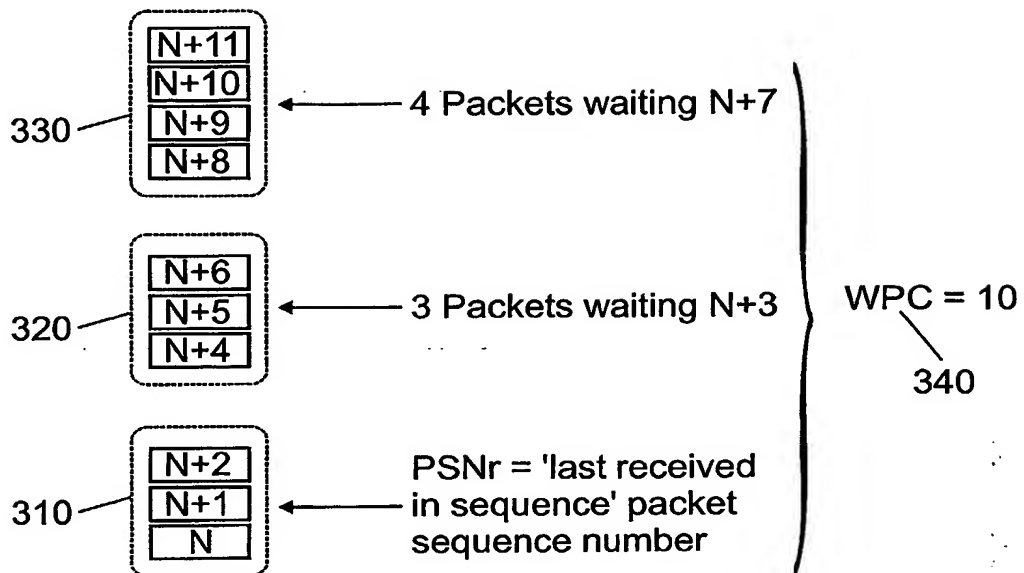 N+11
N+10
N+9
N+8
330
4 Packets waiting N+7
N+6
N+5
N+4
320
3 Packets waiting N+3
WPC = 10
340
N+2
N+1
N
310
PSNr = 'last received
in sequence' packet
sequence number